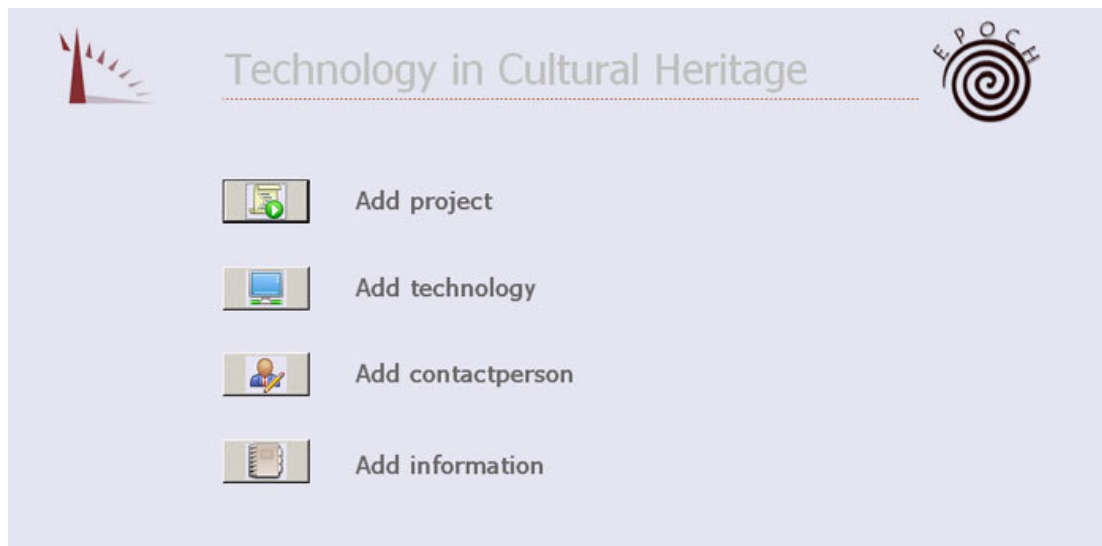 Technology in Cultural Heritage
EPOCH
Add project
Add technology
Add contactperson
Add information